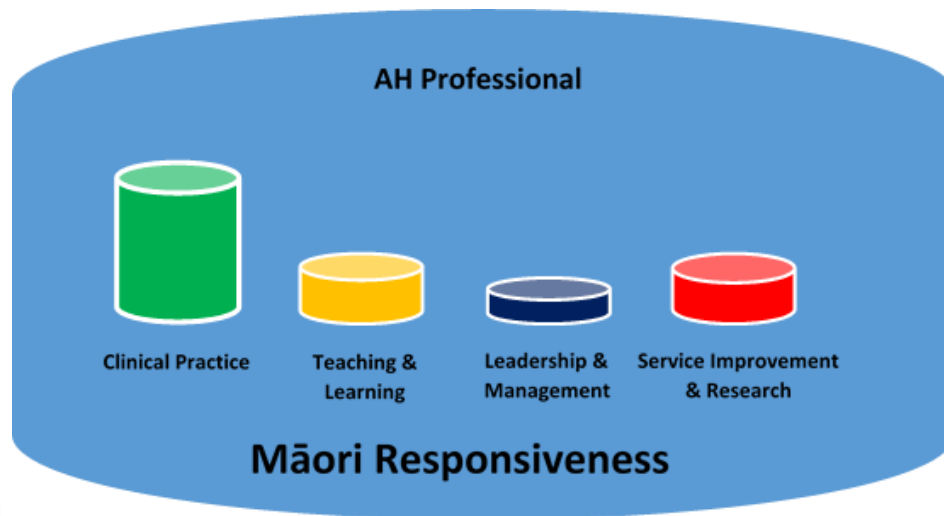 AH Professional
Clinical Practice
Teaching &
Learning
Leadership &
Management
Service Improvement
& Research
Māori Responsiveness